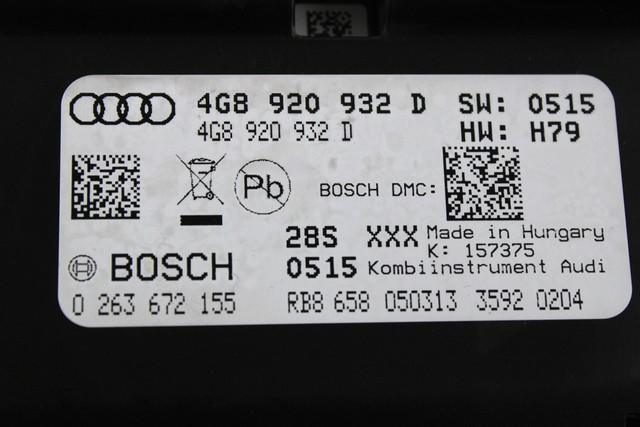 4G8 920 932 D SW: 0515
4G8 920 932 D HW: H79
Pb BOSCH DMC:
28S XXX Made in Hungary
K: 157375
BOSCH 0515 Kombiinstrument Audi
0 263 672 155 RB8 658 050313 3592 0204